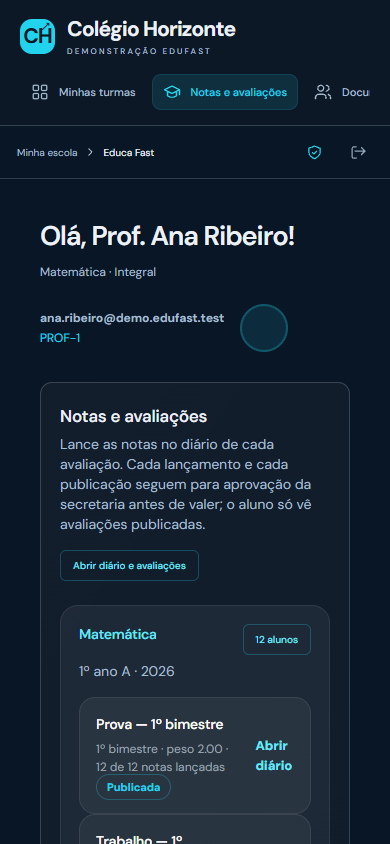 CH
Colégio Horizonte
DEMONSTRAÇÃO EDUFAST
Minhas turmas
Notas e avaliações
Docu
Minha escola > Educa Fast
Olá, Prof. Ana Ribeiro!
Matemática · Integral
ana.ribeiro@demo.edufast.test
PROF-1
Notas e avaliações
Lance as notas no diário de cada
avaliação. Cada lançamento e cada
publicação seguem para aprovação da
secretaria antes de valer; o aluno só vê
avaliações publicadas.
Abrir diário e avaliações
Matemática
12 alunos
1º ano A · 2026
Prova — 1º bimestre
1º bimestre · peso 2.00 ·
12 de 12 notas lançadas
Publicada
Abrir
diário
Trabalho — 1º